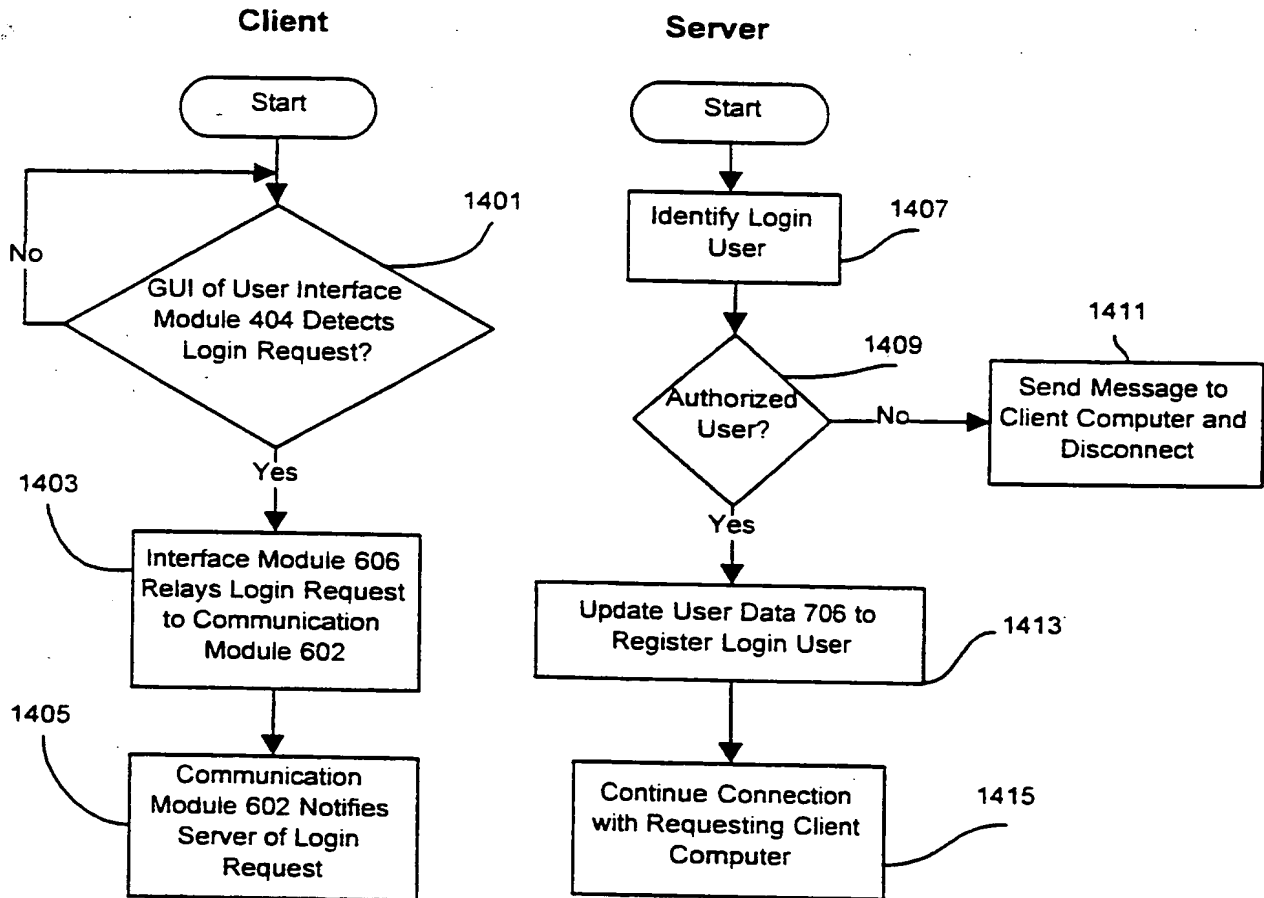 Client
Start
1401
No
GUI of User Interface
Module 404 Detects
Login Request?
Yes
1403
Interface Module 606
Relays Login Request
to Communication
Module 602
1405
Communication
Module 602 Notifies
Server of Login
Request
Server
Start
1407
Identify Login
User
1409
Authorized
User?
No
1411
Send Message to
Client Computer and
Disconnect
Yes
Update User Data 706 to
Register Login User
1413
Continue Connection
with Requesting Client
Computer
1415